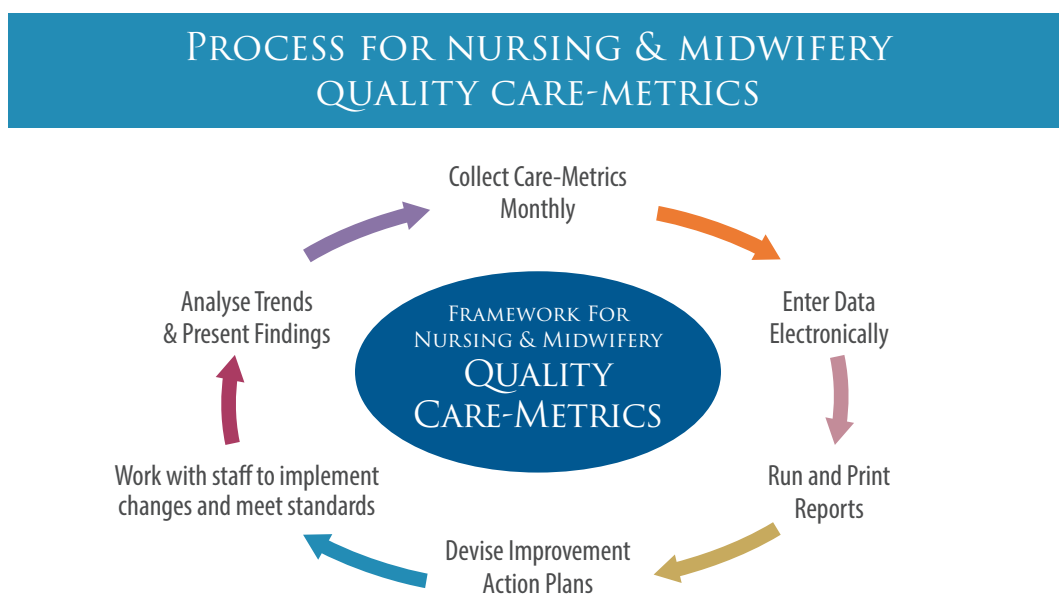 PROCESS FOR NURSING & MIDWIFERY
QUALITY CARE-METRICS
Collect Care-Metrics
Monthly
Enter Data
Electronically
Run and Print
Reports
Devise Improvement
Action Plans
Work with staff to implement
changes and meet standards
Analyse Trends
& Present Findings
FRAMEWORK FOR
NURSING & MIDWIFERY
QUALITY
CARE-METRICS